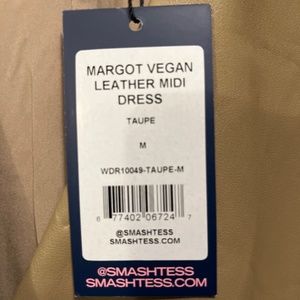 MARGOT VEGAN
LEATHER MIDI
DRESS
TAUPE
M
WDR10049-TAUPE-M
6 77402 06724 7
@SMASHTESS
SMASHTESS.COM
@SMASHTESS
SMASHTESS.COM